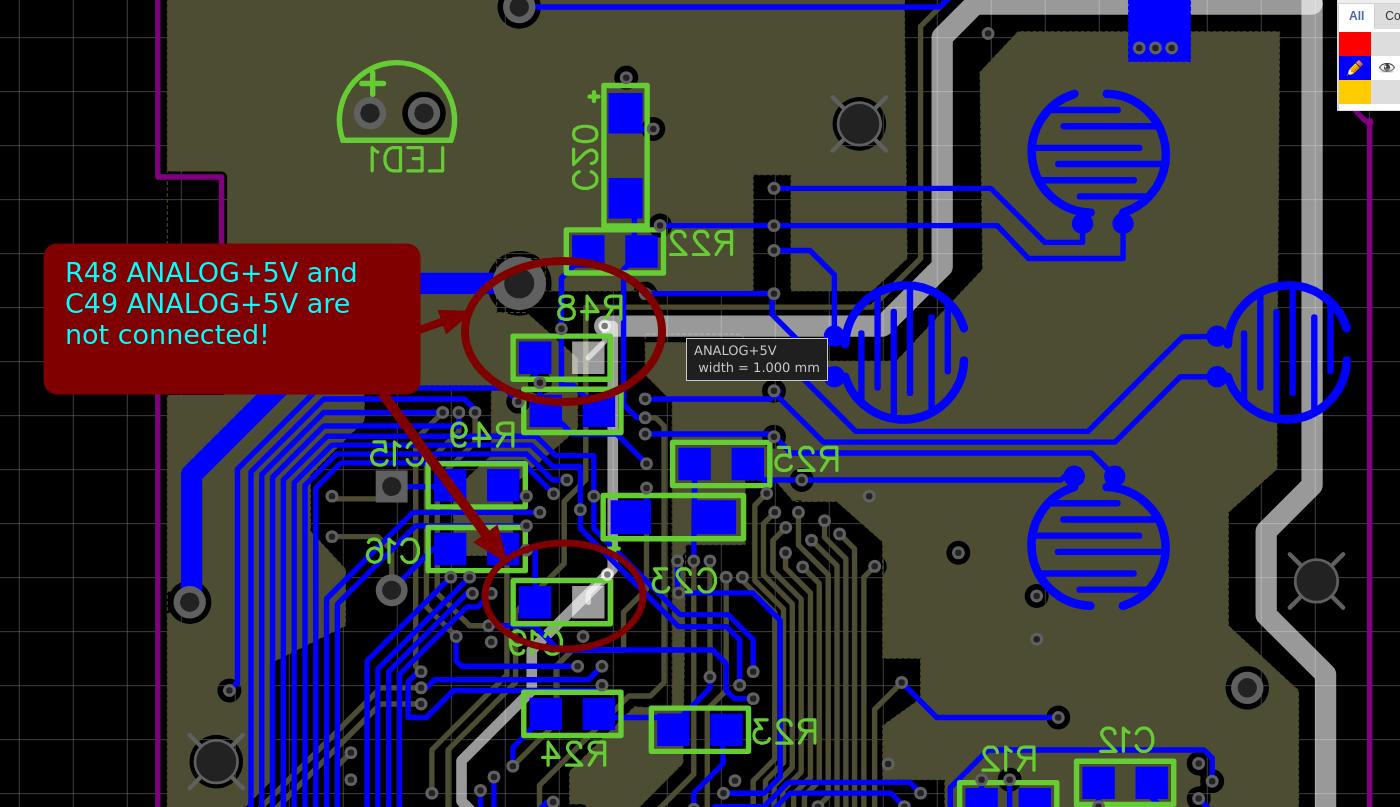 All
Co
+
LED1
+
C20
R22
R48 ANALOG+5V and
C49 ANALOG+5V are
not connected!
R48
ANALOG+5V
width = 1.000 mm
R49
C15
R25
C16
C23
C49
R24
R23
R12
C12